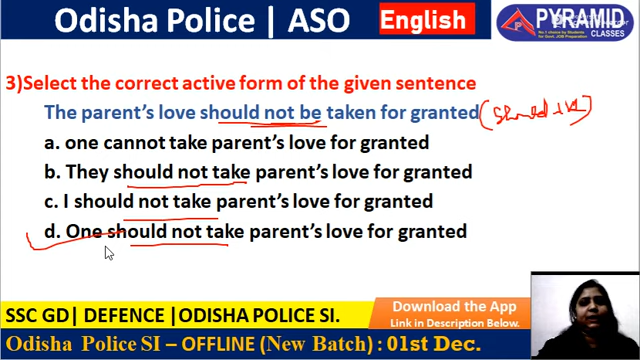 Odisha Police | ASO
English
PYRAMID
CLASSES
3)Select the correct active form of the given sentence
The parent's love should not be taken for granted
a. one cannot take parent's love for granted
b. They should not take parent's love for granted
c. I should not take parent's love for granted
d. One should not take parent's love for granted
SSC GD| DEFENCE |ODISHA POLICE SI.
Download the App
Link in Description Below.
Odisha Police SI – OFFLINE (New Batch) : 01st Dec.